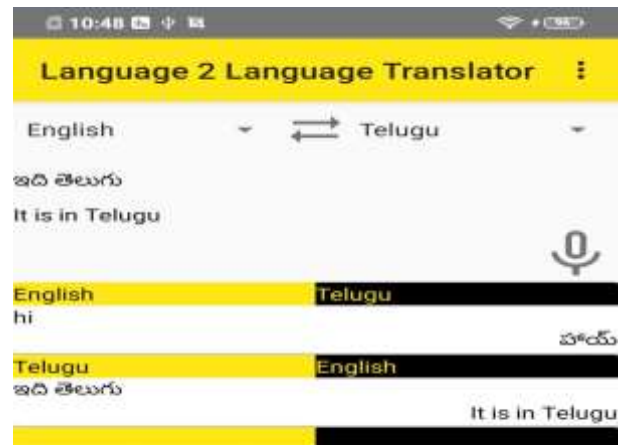 10:48
Language 2 Language Translator
English Telugu
ఇది తెలుగు
It is in Telugu
English Telugu
hi
హాయ్
Telugu English
ఇది తెలుగు
It is in Telugu